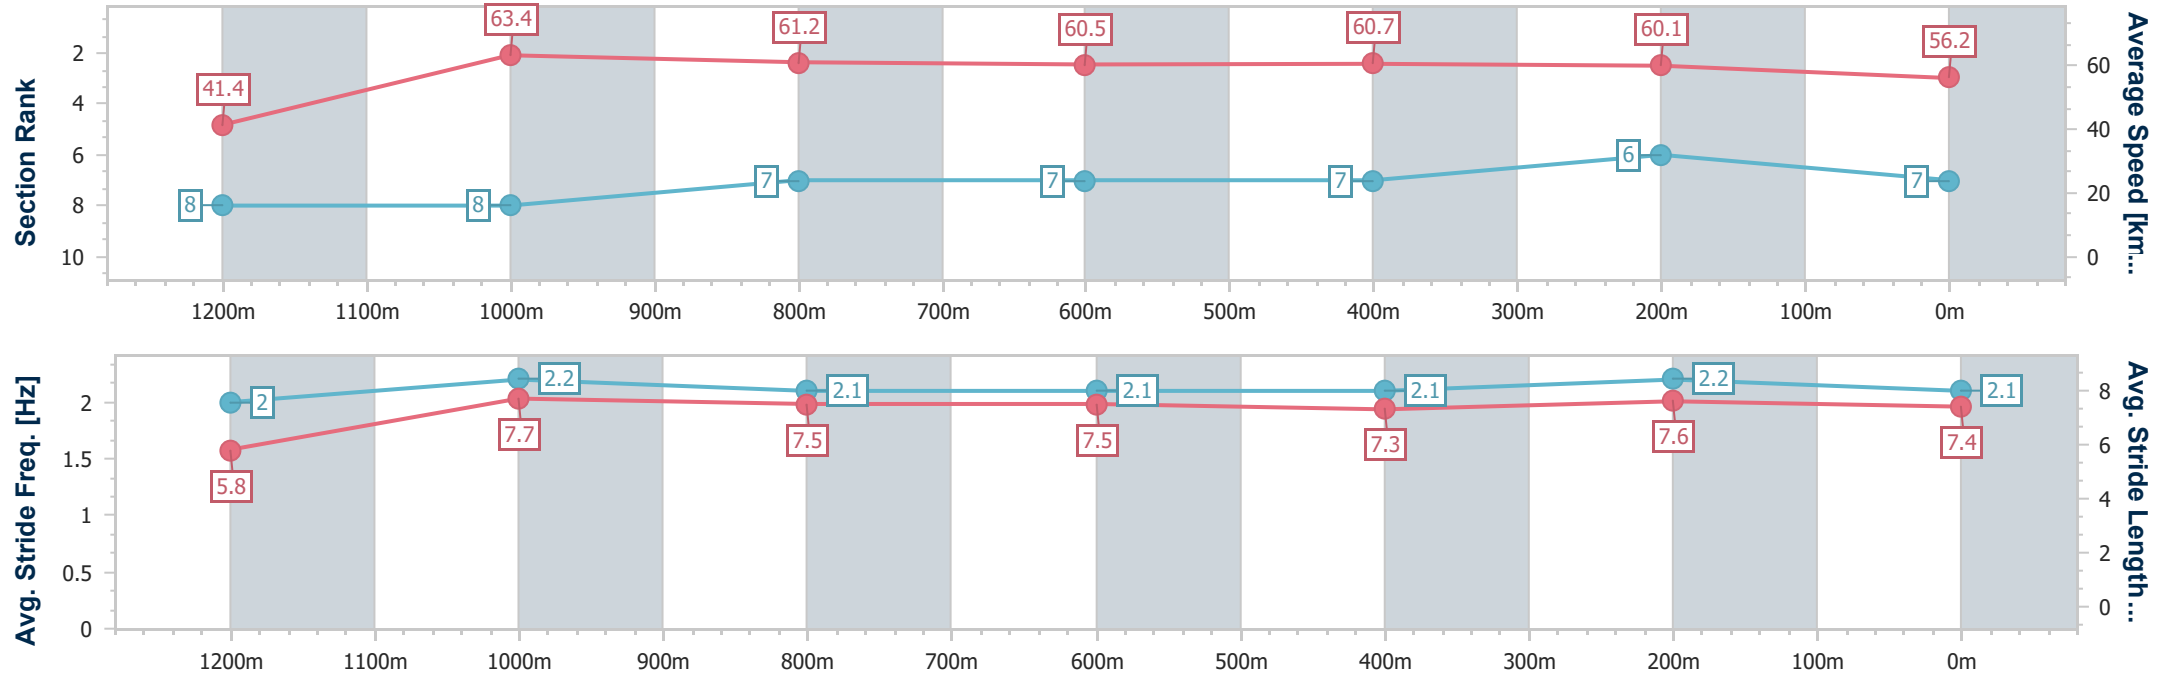 Section Rank
Average Speed [km...
2
4
6
8
10
60
40
20
0
41.4
63.4
61.2
60.5
60.7
60.1
56.2
8
8
7
7
7
6
7
1200m
1100m
1000m
900m
800m
700m
600m
500m
400m
300m
200m
100m
0m
Avg. Stride Freq. [Hz]
Avg. Stride Length...
2
1.5
1
0.5
0
8
6
4
2
0
2
2.2
2.1
2.1
2.1
2.2
2.1
5.8
7.7
7.5
7.5
7.3
7.6
7.4
1200m
1100m
1000m
900m
800m
700m
600m
500m
400m
300m
200m
100m
0m